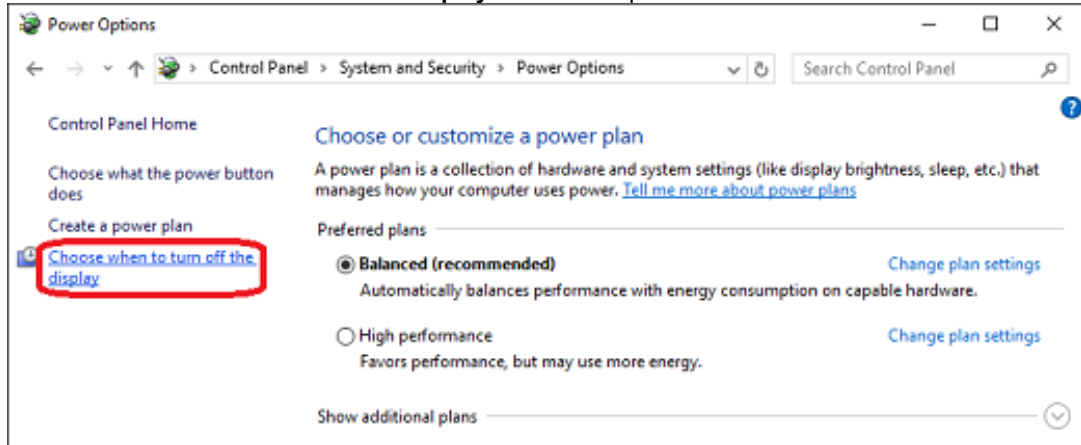 Power Options
Control Panel > System and Security > Power Options
Search Control Panel
?
Control Panel Home
Choose what the power button
does
Create a power plan
Choose when to turn off the
display
Choose or customize a power plan
A power plan is a collection of hardware and system settings (like display brightness, sleep, etc.) that
manages how your computer uses power. Tell me more about power plans
Preferred plans
Balanced (recommended)
Change plan settings
Automatically balances performance with energy consumption on capable hardware.
High performance
Change plan settings
Favors performance, but may use more energy.
Show additional plans